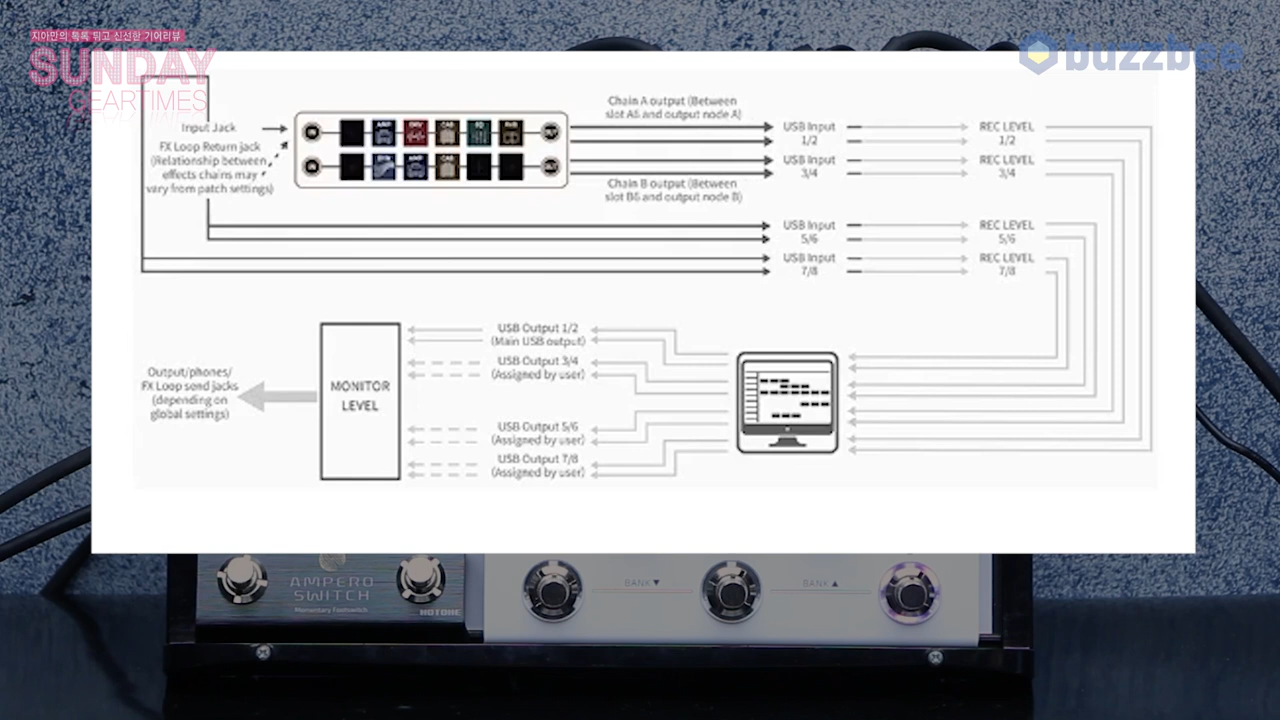 지아만의 톡톡 튀고 신선한 기어리뷰
SUNDAY
GEARTIMES
buzzbee
Input Jack
FX Loop Return jack
(Relationship between
effects chains may
vary from patch settings)
Chain A output (Between
slot A6 and output node A)
Chain B output (Between
slot B6 and output node B)
USB Input
1/2
USB Input
3/4
USB Input
5/6
USB Input
7/8
REC LEVEL
1/2
REC LEVEL
3/4
REC LEVEL
5/6
REC LEVEL
7/8
Output/phones/
FX Loop send jacks
(depending on
global settings)
MONITOR
LEVEL
USB Output 1/2
(Main USB output)
USB Output 3/4
(Assigned by user)
USB Output 5/6
(Assigned by user)
USB Output 7/8
(Assigned by user)
AMPERO
SWITCH
Momentary Footswitch
HOTONE
BANK▼
BANK▲